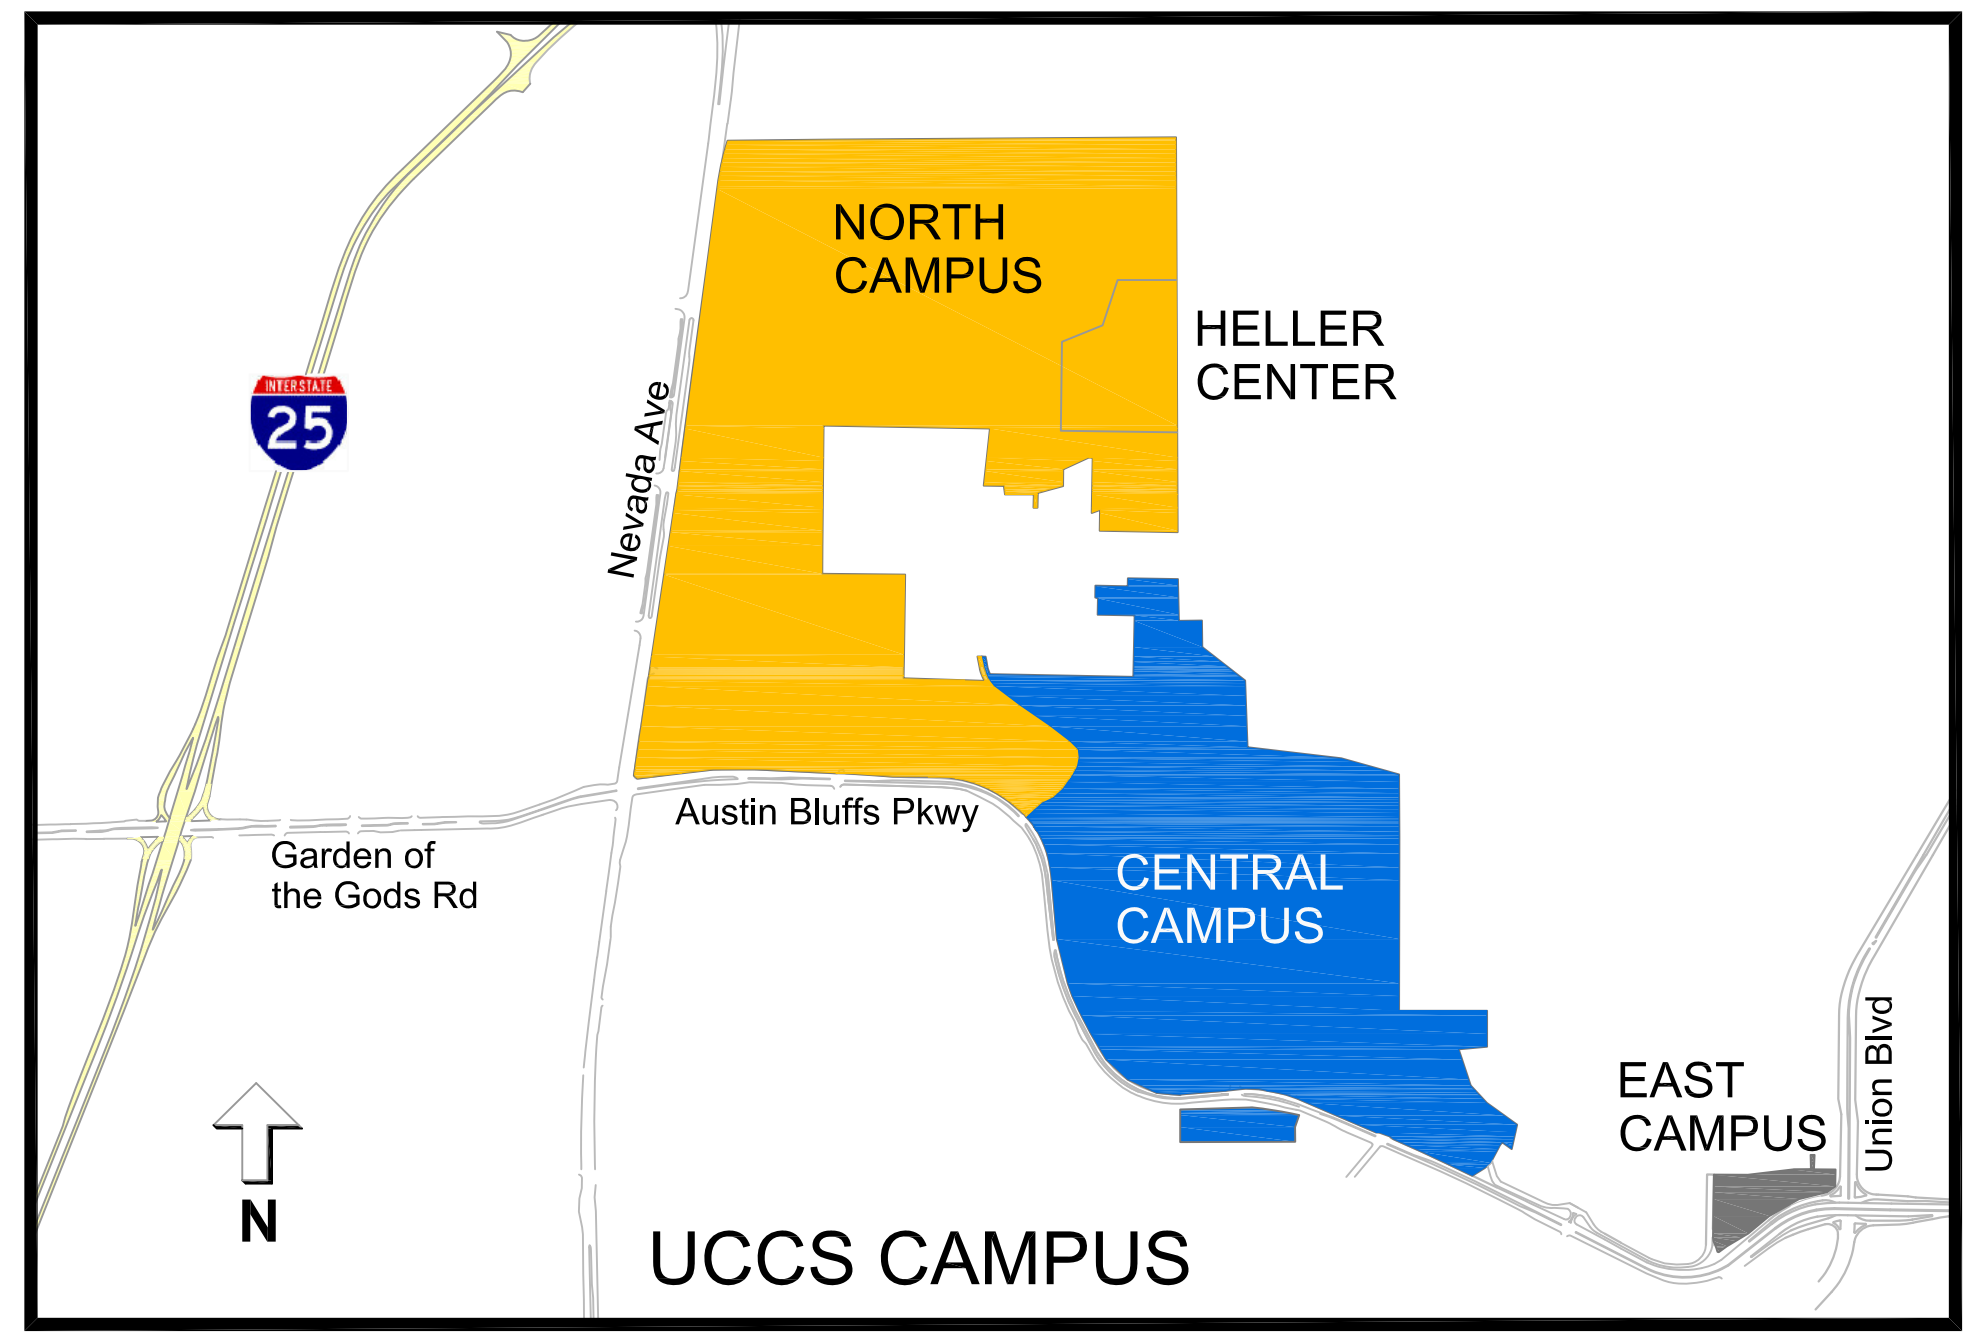 NORTH
CAMPUS
HELLER
CENTER
INTERSTATE
25
Nevada Ave
Austin Bluffs Pkwy
Garden of
the Gods Rd
CENTRAL
CAMPUS
Union Blvd
EAST
CAMPUS
N
UCCS CAMPUS